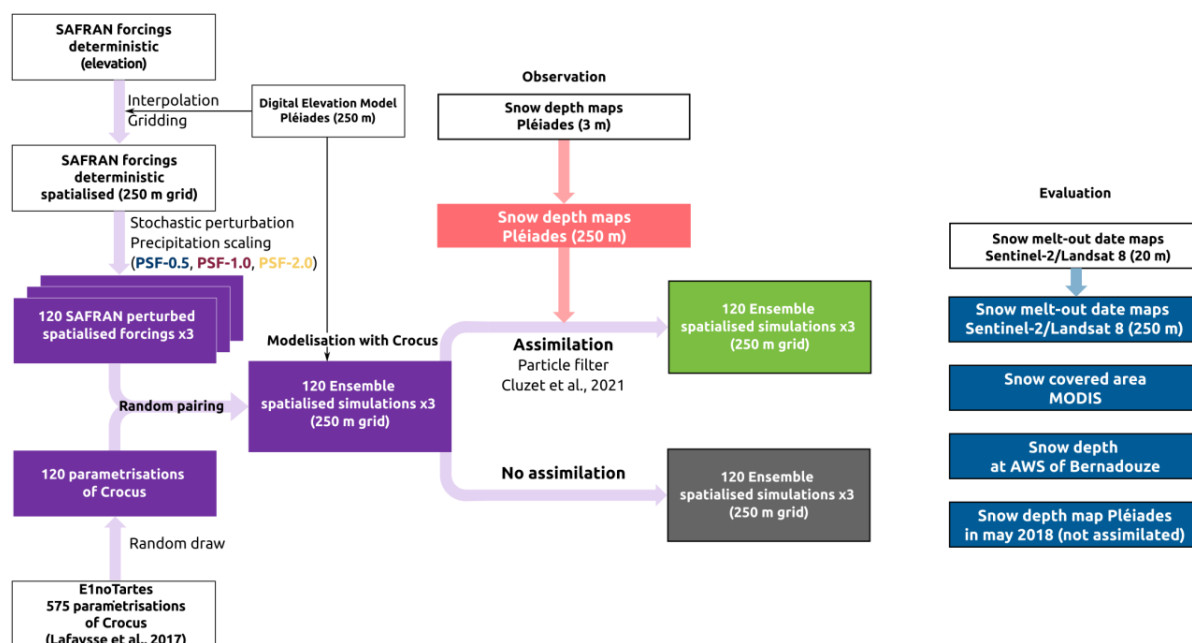 SAFRAN forcings
deterministic
(elevation)
Interpolation
Gridding
Digital Elevation Model
Pléiades (250 m)
SAFRAN forcings
deterministic
spatialised (250 m grid)
Stochastic perturbation
Precipitation scaling
(PSF-0.5, PSF-1.0, PSF-2.0)
120 SAFRAN perturbed
spatialised forcings x3
Random pairing
120 parametrisations
of Crocus
Random draw
E1noTartes
575 parametrisations
of Crocus
(Lafaysse et al., 2017)
Modelisation with Crocus
120 Ensemble
spatialised simulations x3
(250 m grid)
Observation
Snow depth maps
Pléiades (3 m)
Snow depth maps
Pléiades (250 m)
Assimilation
Particle filter
Cluzet et al., 2021
No assimilation
120 Ensemble
spatialised simulations x3
(250 m grid)
120 Ensemble
spatialised simulations x3
(250 m grid)
Evaluation
Snow melt-out date maps
Sentinel-2/Landsat 8 (20 m)
Snow melt-out date maps
Sentinel-2/Landsat 8 (250 m)
Snow covered area
MODIS
Snow depth
at AWS of Bernadouze
Snow depth map Pléiades
in may 2018 (not assimilated)